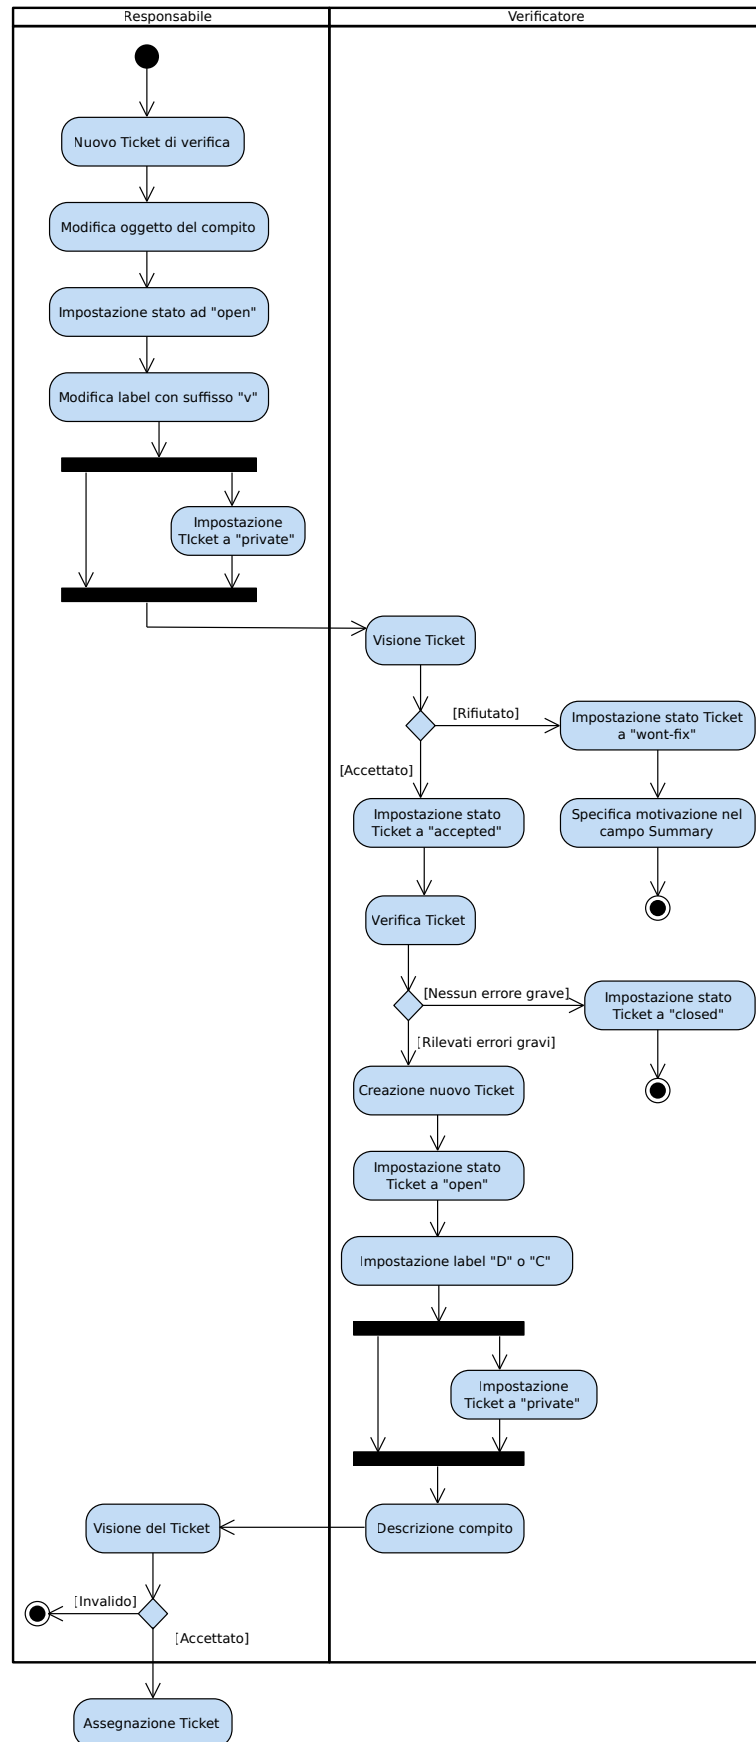 Responsabile
Verificatore
Nuovo Ticket di verifica
Modifica oggetto del compito
Impostazione stato ad "open"
Modifica label con suffisso "v"
Impostazione
TIcket a "private"
Visione Ticket
[Rifiutato]
Impostazione stato Ticket
a "wont-fix"
[Accettato]
Impostazione stato
Ticket a "accepted"
Specifica motivazione nel
campo Summary
Verifica Ticket
[Nessun errore grave]
Impostazione stato
Ticket a "closed"
[Rilevati errori gravi]
Creazione nuovo Ticket
Impostazione stato
Ticket a "open"
Impostazione label "D" o "C"
Impostazione
Ticket a "private"
Visione del Ticket
Descrizione compito
[Invalido]
[Accettato]
Assegnazione Ticket